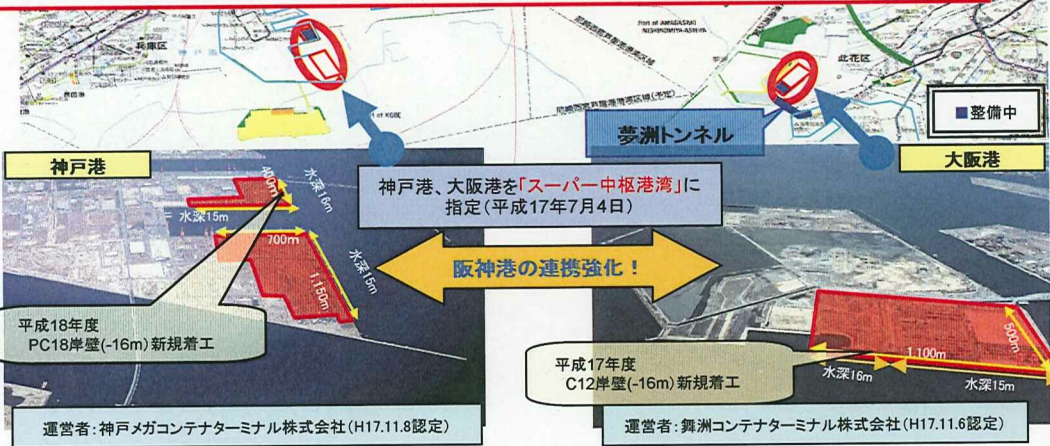 兵庫区
Port of AMAGASAKI
NISHINOMIYA-ASHIYA
此花区
整備中
夢洲トンネル
神戸港
大阪港
神戸港、大阪港を「スーパー中枢港湾」に
指定(平成17年7月4日)
400m
水深16m
水深15m
700m
水深15m
1,150m
阪神港の連携強化！
平成18年度
PC18岸壁(-16m)新規着工
500m
1,100m
平成17年度
C12岸壁(-16m)新規着工
水深16m
水深15m
運営者:神戸メガコンテナターミナル株式会社(H17.11.8認定)
運営者:舞洲コンテナターミナル株式会社(H17.11.6認定)